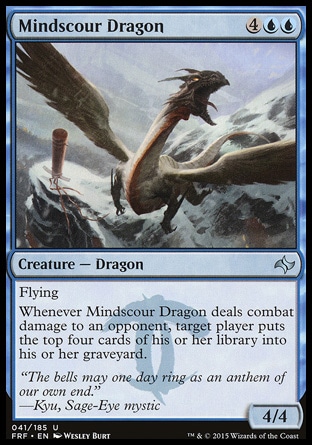 Mindscour Dragon 4
Creature — Dragon
Flying
Whenever Mindscour Dragon deals combat
damage to an opponent, target player puts
the top four cards of his or her library into
his or her graveyard.
"The bells may one day ring as an anthem of
our own end."
—Kyu, Sage-Eye mystic
4/4
041/185 U
FRF • EN Wesley Burt
™ & © 2015 Wizards of the Coast